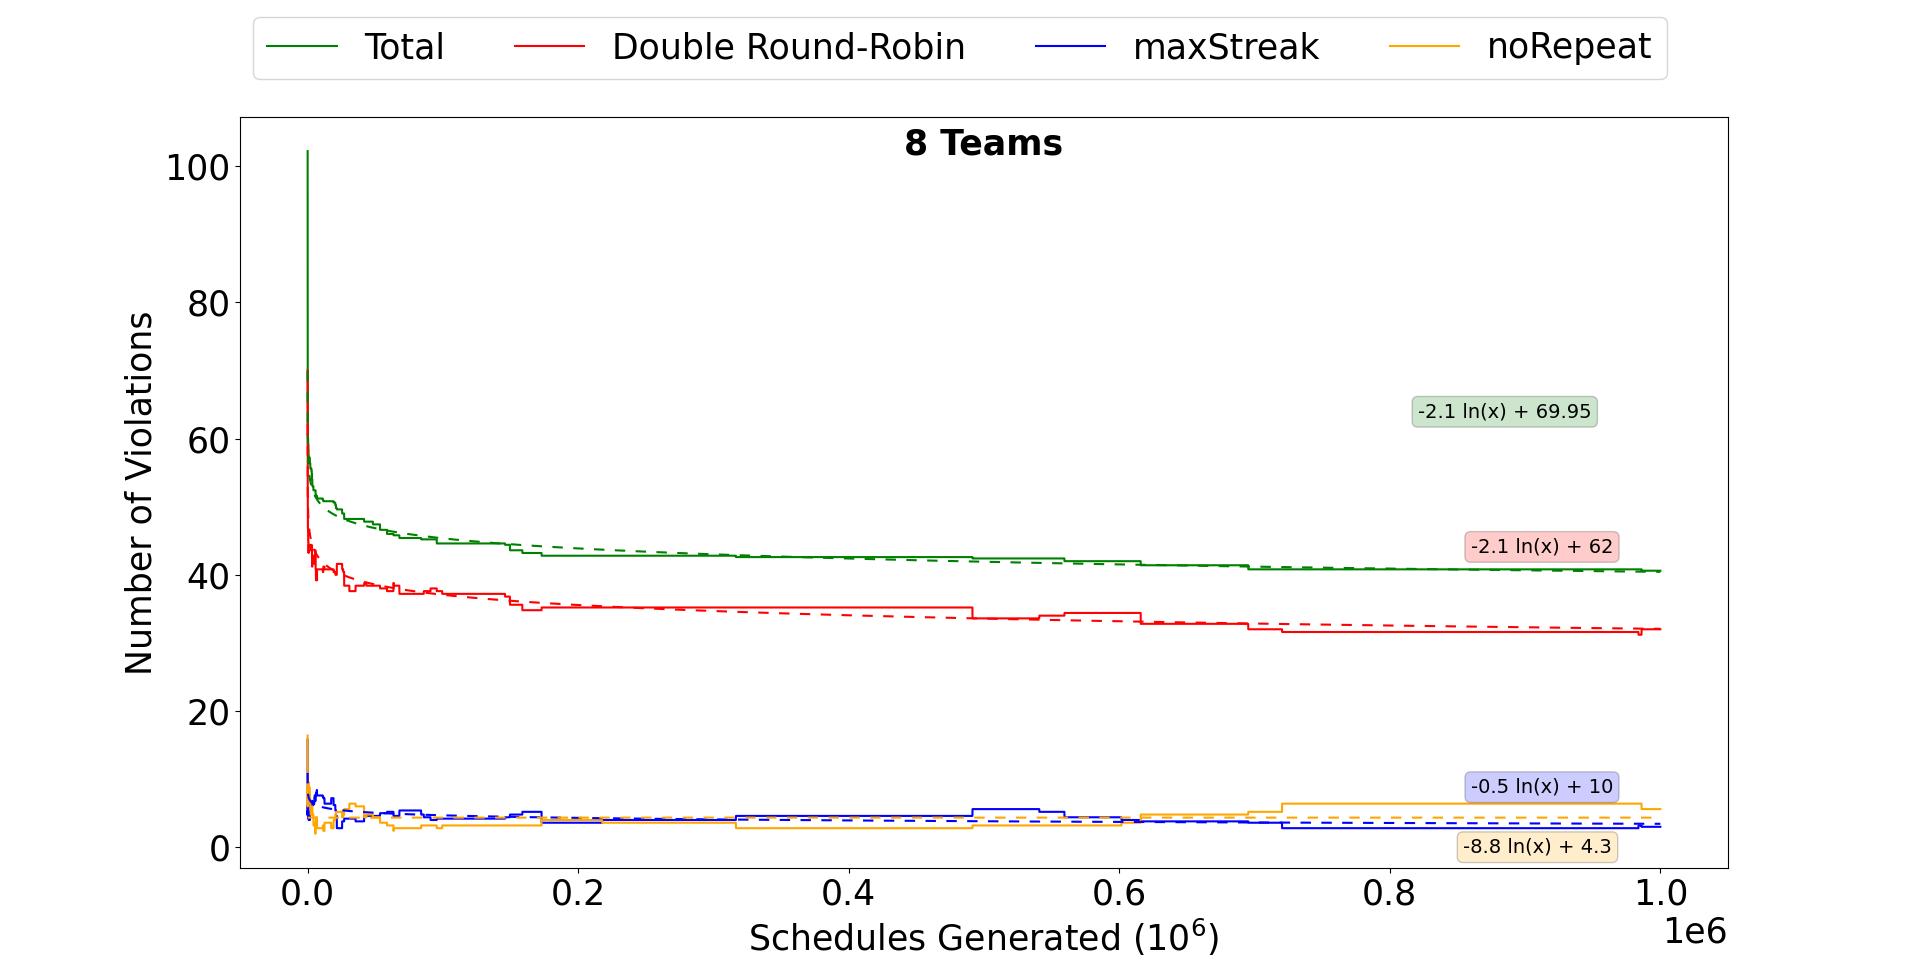 Total Double Round-Robin maxStreak noRepeat
8 Teams
100
80
60
40
20
0
Number of Violations
-2.1 ln(x) + 69.95
-2.1 ln(x) + 62
-0.5 ln(x) + 10
-8.8 ln(x) + 4.3
0.0 0.2 0.4 0.6 0.8 1.0
1e6
Schedules Generated (10⁶)